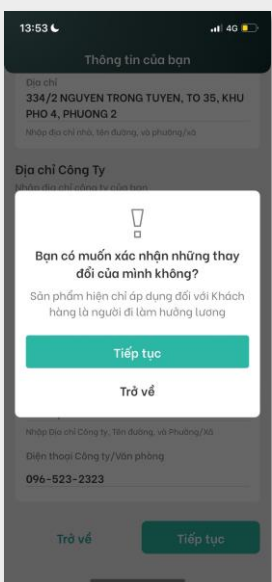 13:53
4G
Thông tin của bạn
Địa chỉ
334/2 NGUYEN TRONG TUYEN, TO 35, KHU
PHO 4, PHUONG 2
Nhập địa chỉ nhà, tên đường, và phường/xã
Địa chỉ Công Ty
Nhập địa chỉ công ty của bạn
Bạn có muốn xác nhận những thay
đổi của mình không?
Sản phẩm hiện chỉ áp dụng đối với Khách
hàng là người đi làm hưởng lương
Tiếp tục
Trở về
Nhập Địa chỉ Công ty, Tên đường, và Phường/Xã
Điện thoại Công ty/Văn phòng
096-523-2323
Trở về
Tiếp tục